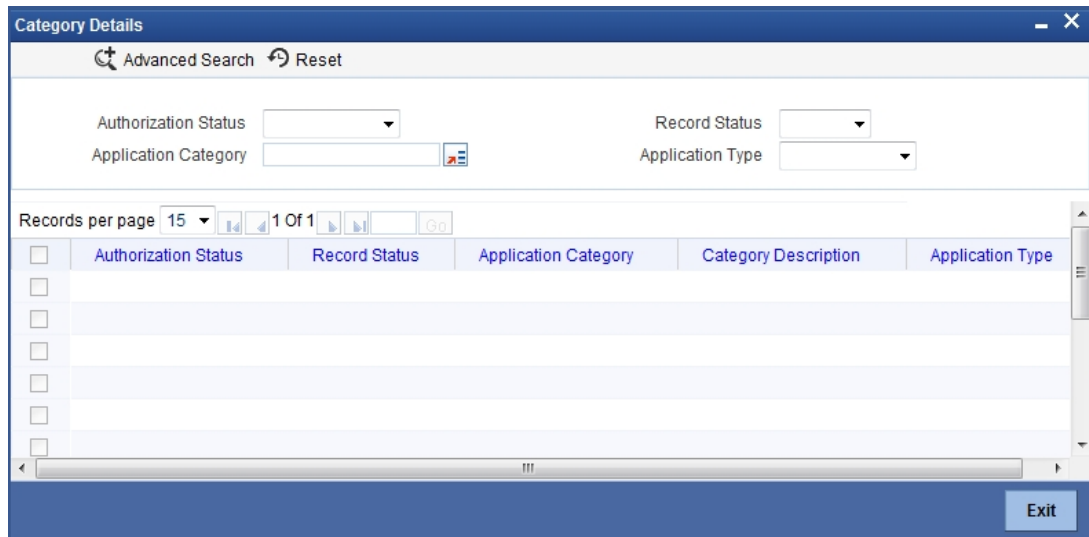 Category Details
Advanced Search Reset
Authorization Status Record Status
Application Category Application Type
Records per page 15 1 Of 1 Go
Authorization Status Record Status Application Category Category Description Application Type
Exit